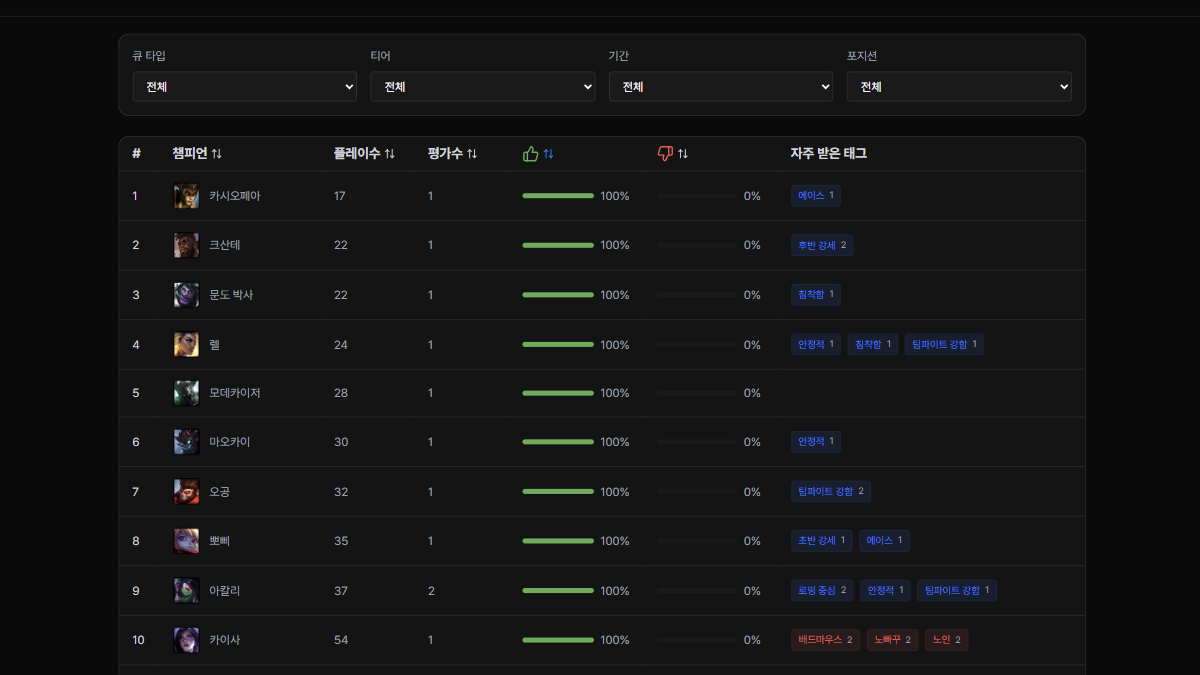 큐 타입 티어 기간 포지션
전체 전체 전체 전체
# 챔피언 플레이수 평가수 자주 받은 태그
1 카시오페아 17 1 100% 0% 에이스 1
2 크산테 22 1 100% 0% 후반 강세 2
3 문도 박사 22 1 100% 0% 침착함 1
4 렐 24 1 100% 0% 안정적 1 침착함 1 팀파이트 강함 1
5 모데카이저 28 1 100% 0%
6 마오카이 30 1 100% 0% 안정적 1
7 오공 32 1 100% 0% 팀파이트 강함 2
8 뽀삐 35 1 100% 0% 초반 강세 1 에이스 1
9 아칼리 37 2 100% 0% 로밍 중심 2 안정적 1 팀파이트 강함 1
10 카이사 54 1 100% 0% 배드마우스 2 노빠꾸 2 노인 2